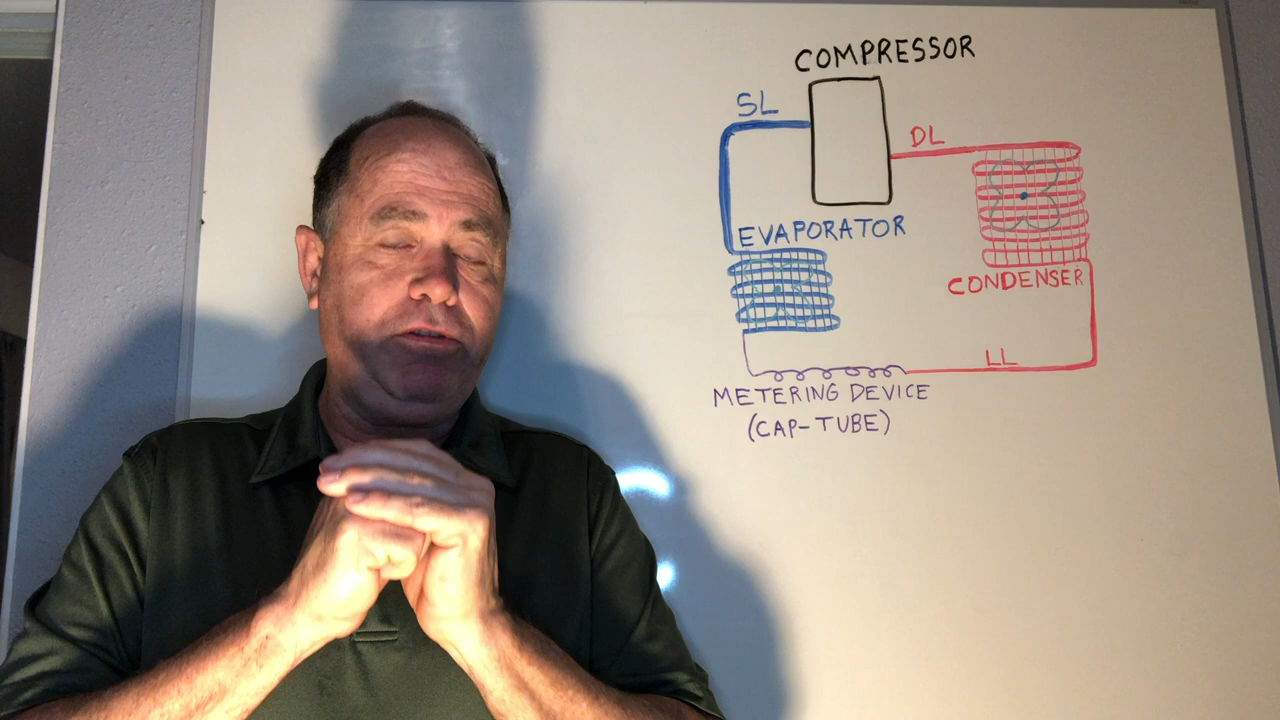 COMPRESSOR
SL
DL
EVAPORATOR
CONDENSER
LL
METERING DEVICE
(CAP-TUBE)